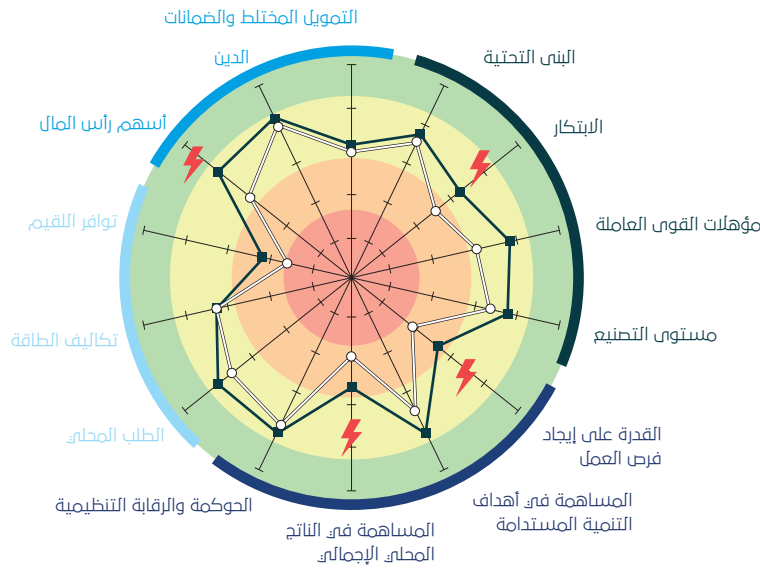 التمويل المختلط والضمانات
البنى التحتية
الابتكار
مؤهلات القوى العاملة
مستوى التصنيع
القدرة على إيجاد
فرص العمل
المساهمة في أهداف
التنمية المستدامة
المساهمة في الناتج
المحلي الإجمالي
الحوكمة والرقابة التنظيمية
الطلب المحلي
تكاليف الطاقة
توافر اللقيم
أسهم رأس المال
الدين